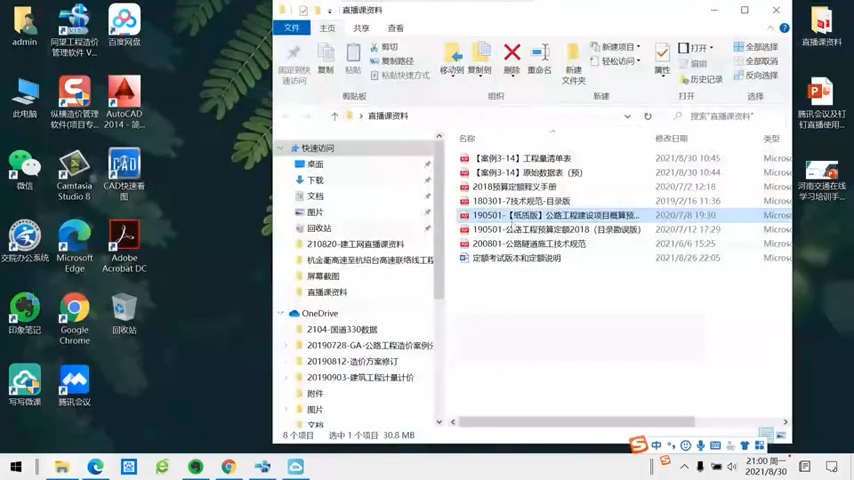 admin
阿望工程造价
管理软件 V...
百度网盘
此电脑
纵横造价管
软件(项目专...
AutoCAD
2014 - 简...
微信
Camtasia
Studio 8
CAD快速看
图
交院办公系统
Microsoft
Edge
Adobe
Acrobat DC
印象笔记
Google
Chrome
回收站
写写微课
腾讯会议
直播课资料
文件
主页
共享
查看
固定到快
速访问
复制
粘贴
剪切
复制路径
粘贴快捷方式
剪贴板
移动到
复制到
删除
重命名
组织
新建
文件夹
新建项目
轻松访问
新建
属性
打开
编辑
历史记录
打开
全部选择
全部取消
反向选择
选择
直播课资料
搜索"直播课资料"
快速访问
桌面
下载
文档
图片
回收站
210820-建工网直播课资料
杭金衢高速至杭绍台高速联络线工程
屏幕截图
直播课资料
OneDrive
2104-国道330数据
20190728-GA-公路工程造价案例分
20190812-造价方案修订
20190903-建筑工程计量计价
附件
图片
文档
名称
修改日期
类型
【案例3-14】工程量清单表
2021/8/30 10:45
Microso
【案例3-14】原始数据表（预）
2021/8/30 10:44
Microso
2018预算定额释义手册
2020/7/2 12:18
Microso
180301-7技术规范-目录版
2019/2/16 11:36
Microso
190501-【纸质版】公路工程建设项目概算预...
2020/7/8 19:30
Microso
190501-公路工程预算定额2018（目录勘误版）
2020/7/12 17:29
Microso
200801-公路隧道施工技术规范
2021/6/6 15:25
Microso
定额考试版本和定额说明
2021/8/26 22:05
Microso
8 个项目
选中 1 个项目 30.8 MB
直播课资料
PPT及钉
钉直播使用...
河南交通在线
学习手册...
中
21:00 周一
2021/8/30